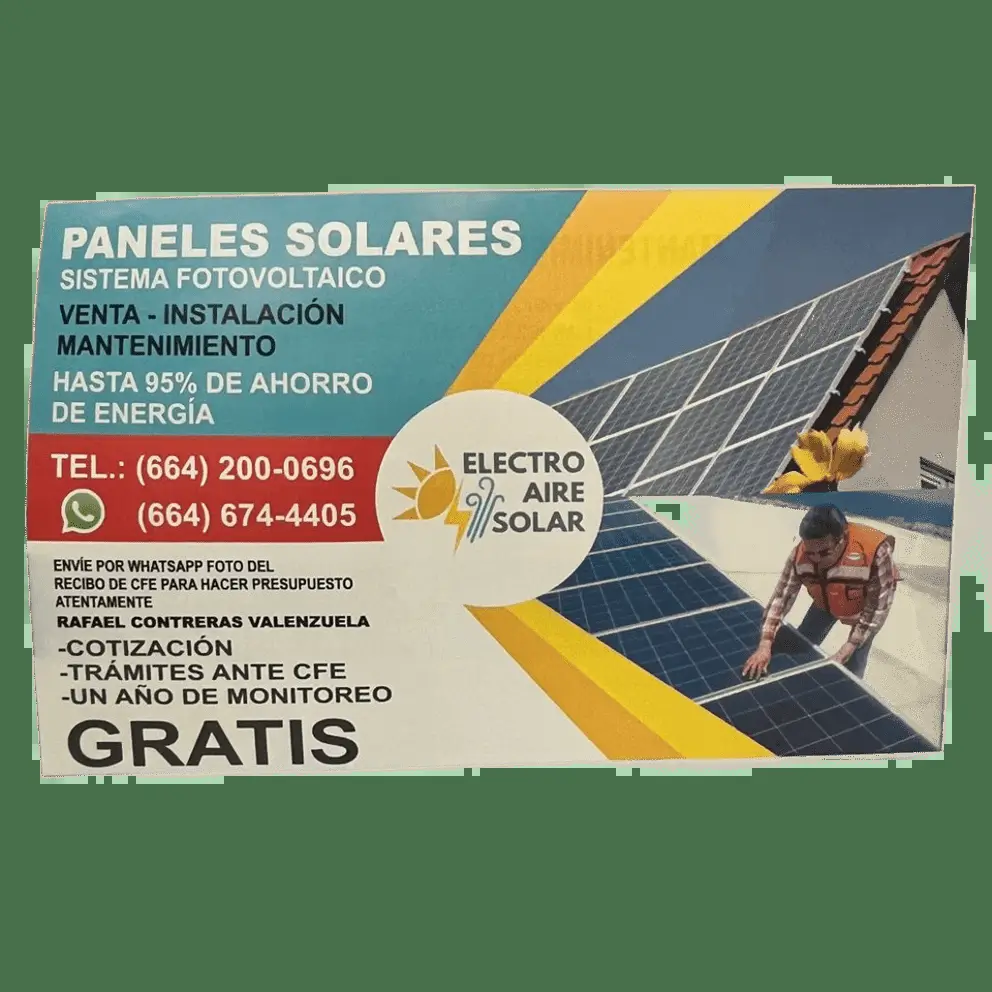 PANELES SOLARES
SISTEMA FOTOVOLTAICO
VENTA - INSTALACIÓN
MANTENIMIENTO
HASTA 95% DE AHORRO
DE ENERGÍA
TEL.: (664) 200-0696
(664) 674-4405
ELECTRO
AIRE
SOLAR
ENVÍE POR WHATSAPP FOTO DEL
RECIBO DE CFE PARA HACER PRESUPUESTO
ATENTAMENTE
RAFAEL CONTRERAS VALENZUELA
-COTIZACIÓN
-TRÁMITES ANTE CFE
-UN AÑO DE MONITOREO
GRATIS